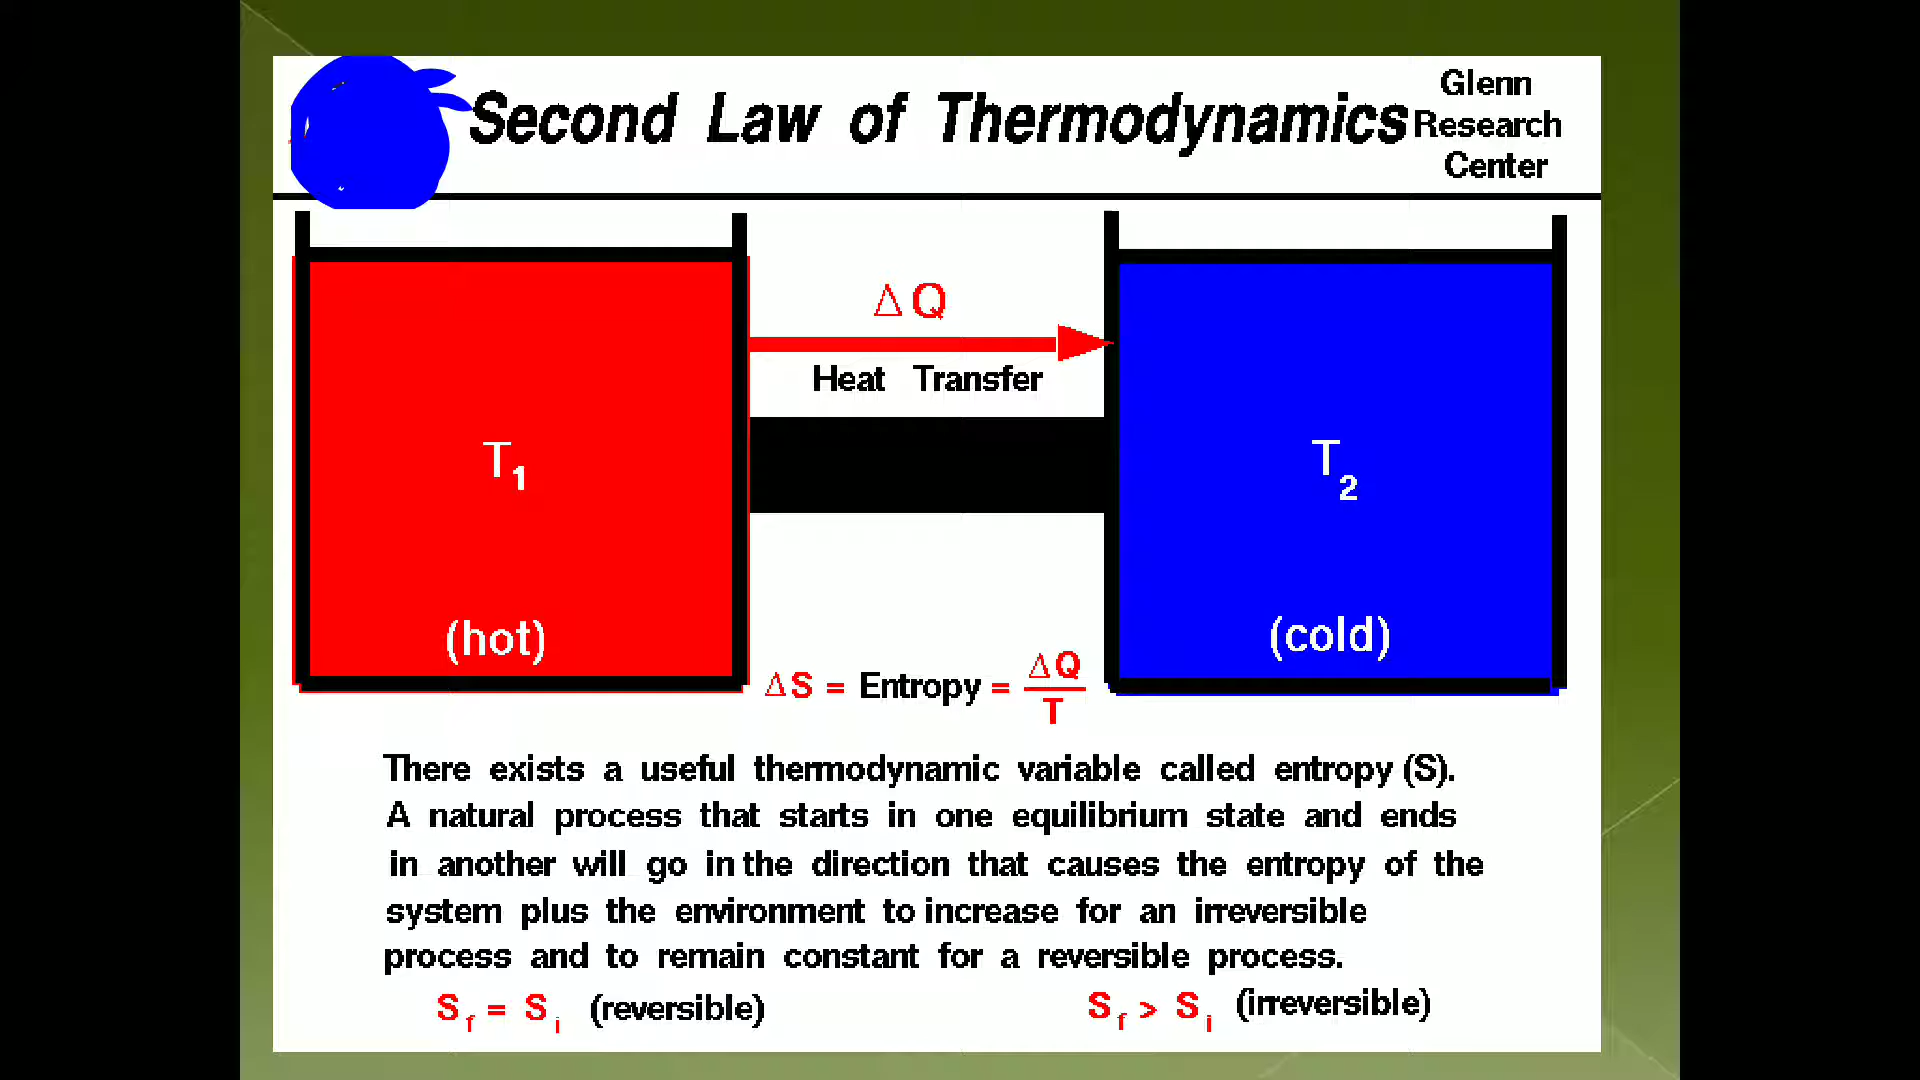 Second Law of Thermodynamics
Glenn
Research
Center
Δ Q
Heat Transfer
T1
T2
(hot)
(cold)
ΔS = Entropy = ΔQ / T
There exists a useful thermodynamic variable called entropy (S).
A natural process that starts in one equilibrium state and ends
in another will go in the direction that causes the entropy of the
system plus the environment to increase for an irreversible
process and to remain constant for a reversible process.
Sf = Si (reversible)
Sf > Si (irreversible)